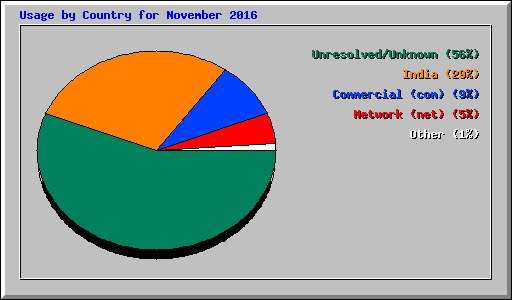 Usage by Country for November 2016
Unresolved/Unknown (56%)
India (29%)
Commercial (com) (9%)
Network (net) (5%)
Other (1%)